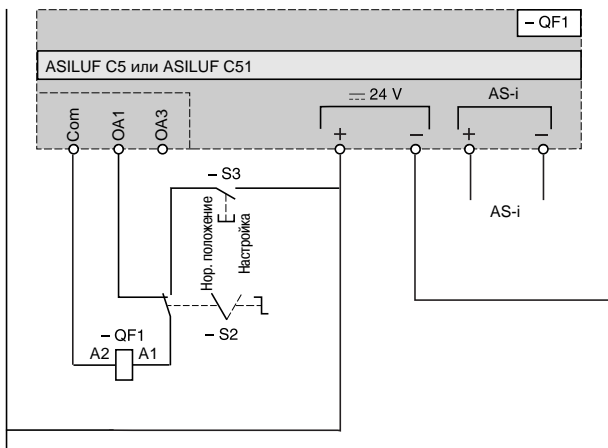 – QF1
ASILUF C5 или ASILUF C51
24 V
AS-i
Com
OA1
OA3
+
–
+
–
– S3
AS-i
Нор. положение
Настройка
– QF1
– S2
A2
A1